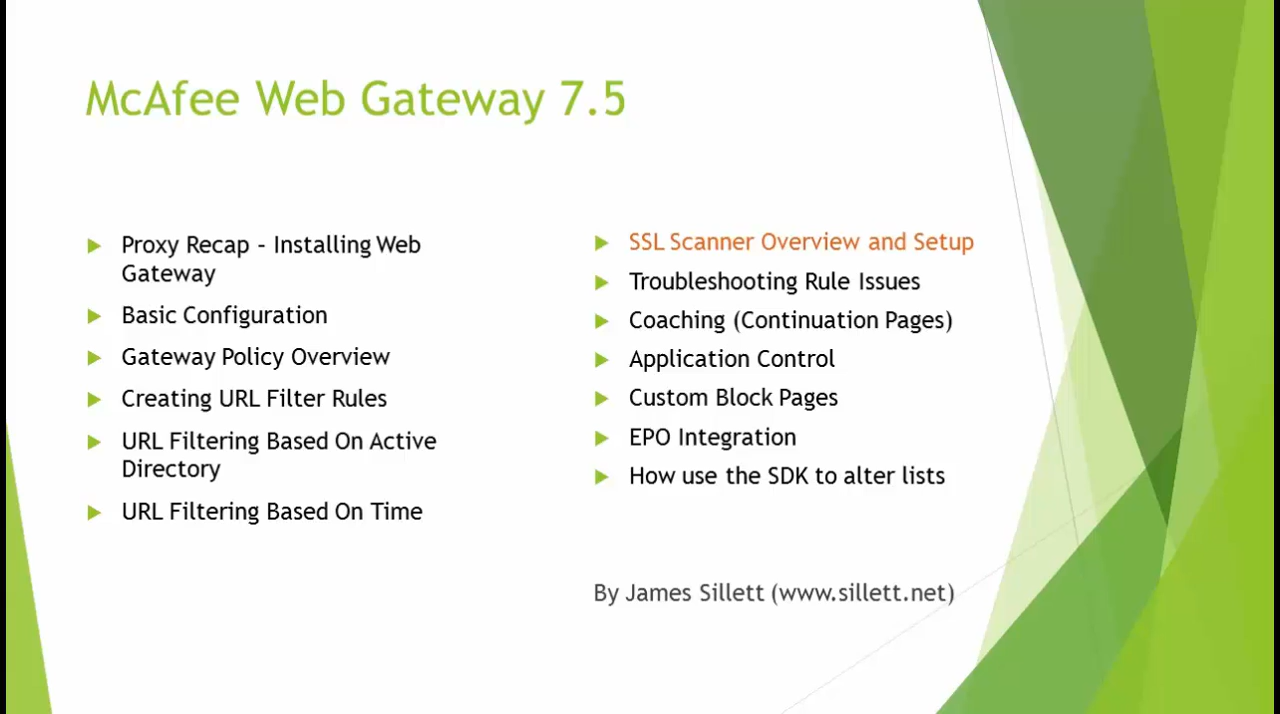 McAfee Web Gateway 7.5
Proxy Recap – Installing Web
Gateway
Basic Configuration
Gateway Policy Overview
Creating URL Filter Rules
URL Filtering Based On Active
Directory
URL Filtering Based On Time
SSL Scanner Overview and Setup
Troubleshooting Rule Issues
Coaching (Continuation Pages)
Application Control
Custom Block Pages
EPO Integration
How use the SDK to alter lists
By James Sillett (www.sillett.net)